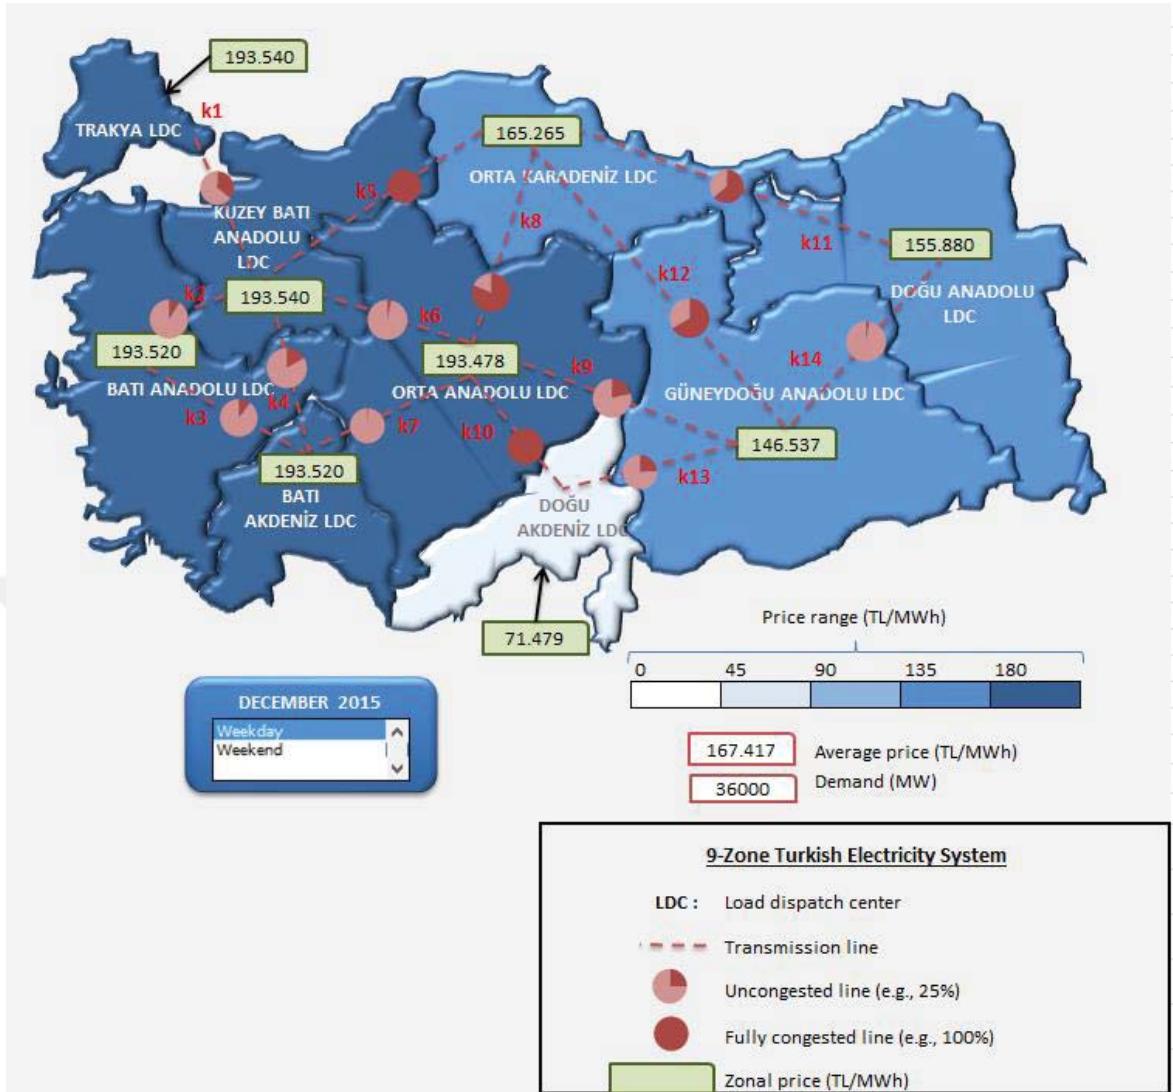 193.540
k1
TRAKYA LDC
165.265
ORTA KARADENİZ LDC
k5
KUZEY BATI
ANADOLU
LDC
k8
k11
155.880
DOĞU ANADOLU
LDC
k12
k2
193.540
k6
193.520
193.478
k9
k14
BATI ANADOLU LDC
ORTA ANADOLU LDC
GÜNEYDOĞU ANADOLU LDC
k3
k4
k7
k10
146.537
193.520
k13
BATI
AKDENİZ LDC
DOĞU
AKDENİZ LDC
71.479
Price range (TL/MWh)
0 45 90 135 180
DECEMBER 2015
Weekday
Weekend
167.417 Average price (TL/MWh)
36000 Demand (MW)
9-Zone Turkish Electricity System
LDC : Load dispatch center
Transmission line
Uncongested line (e.g., 25%)
Fully congested line (e.g., 100%)
Zonal price (TL/MWh)